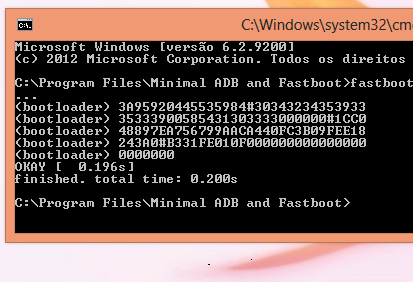 C:\Windows\system32\cm
Microsoft Windows [versão 6.2.9200]
(c) 2012 Microsoft Corporation. Todos os direitos
C:\Program Files\Minimal ADB and Fastboot>fastboot
...
(bootloader) 3A95920445535984#30343234353933
(bootloader) 35333900585431303333000000#1CC0
(bootloader) 48897EA756799AACA440FC3B09FEE18
(bootloader) 243A0#B331FE010F000000000000000
(bootloader) 0000000
OKAY [  0.196s]
finished. total time: 0.200s
C:\Program Files\Minimal ADB and Fastboot>